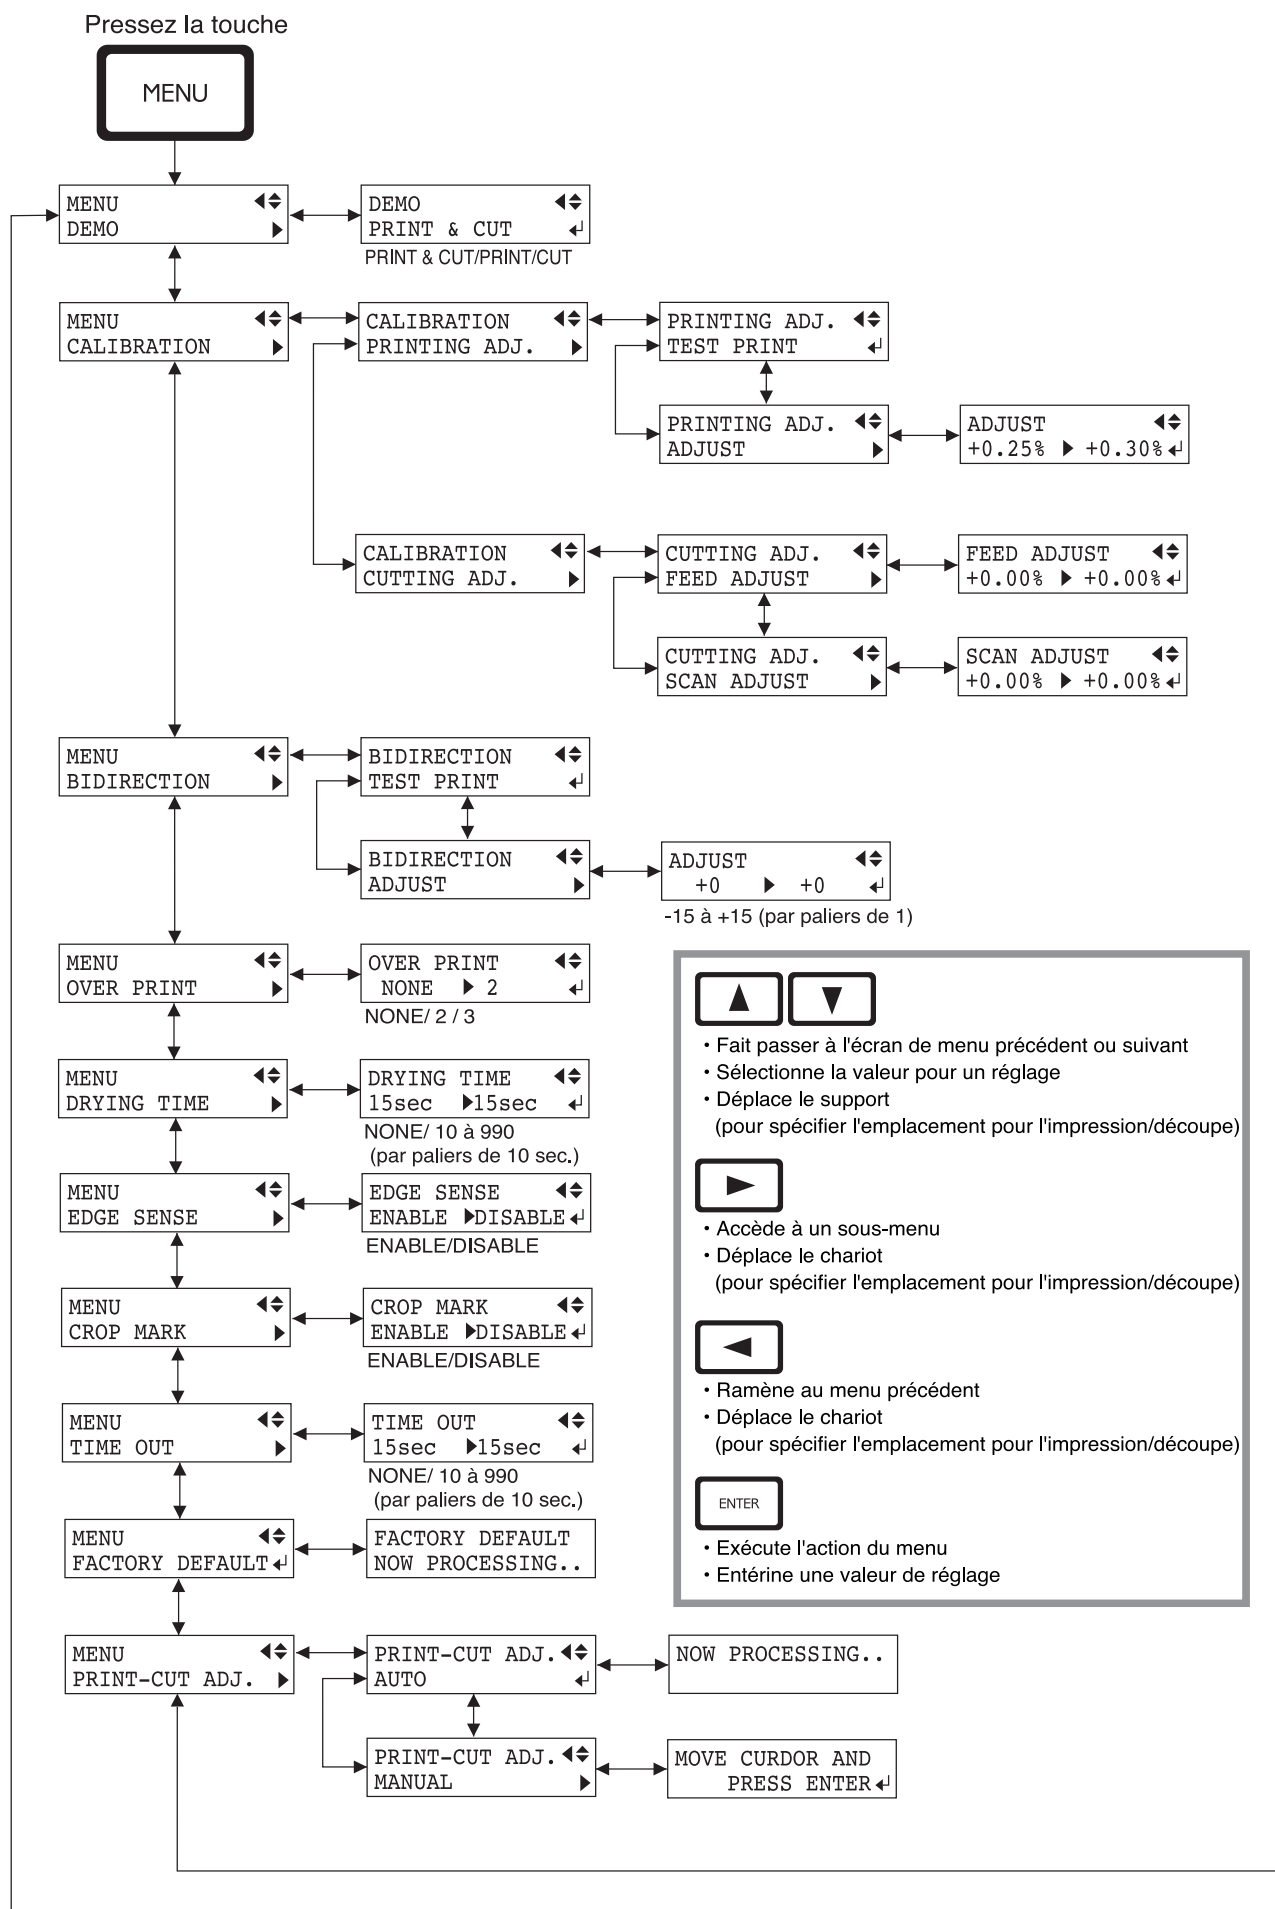 Pressez la touche
MENU
MENU
DEMO
DEMO
PRINT & CUT
PRINT & CUT/PRINT/CUT
MENU
CALIBRATION
CALIBRATION
PRINTING ADJ.
PRINTING ADJ.
TEST PRINT
PRINTING ADJ.
ADJUST
ADJUST
+0.25% ▶ +0.30%
CALIBRATION
CUTTING ADJ.
CUTTING ADJ.
FEED ADJUST
FEED ADJUST
+0.00% ▶ +0.00%
CUTTING ADJ.
SCAN ADJUST
SCAN ADJUST
+0.00% ▶ +0.00%
MENU
BIDIRECTION
BIDIRECTION
TEST PRINT
BIDIRECTION
ADJUST
ADJUST
+0 ▶ +0
-15 à +15 (par paliers de 1)
MENU
OVER PRINT
OVER PRINT
NONE ▶ 2
NONE/ 2 / 3
MENU
DRYING TIME
DRYING TIME
15sec ▶15sec
NONE/ 10 à 990
(par paliers de 10 sec.)
MENU
EDGE SENSE
EDGE SENSE
ENABLE ▶DISABLE
ENABLE/DISABLE
MENU
CROP MARK
CROP MARK
ENABLE ▶DISABLE
ENABLE/DISABLE
MENU
TIME OUT
TIME OUT
15sec ▶15sec
NONE/ 10 à 990
(par paliers de 10 sec.)
MENU
FACTORY DEFAULT
FACTORY DEFAULT
NOW PROCESSING..
MENU
PRINT-CUT ADJ.
PRINT-CUT ADJ.
AUTO
NOW PROCESSING..
PRINT-CUT ADJ.
MANUAL
MOVE CURDOR AND
PRESS ENTER
• Fait passer à l'écran de menu précédent ou suivant
• Sélectionne la valeur pour un réglage
• Déplace le support
(pour spécifier l'emplacement pour l'impression/découpe)
• Accède à un sous-menu
• Déplace le chariot
(pour spécifier l'emplacement pour l'impression/découpe)
• Ramène au menu précédent
• Déplace le chariot
(pour spécifier l'emplacement pour l'impression/découpe)
ENTER
• Exécute l'action du menu
• Entérine une valeur de réglage